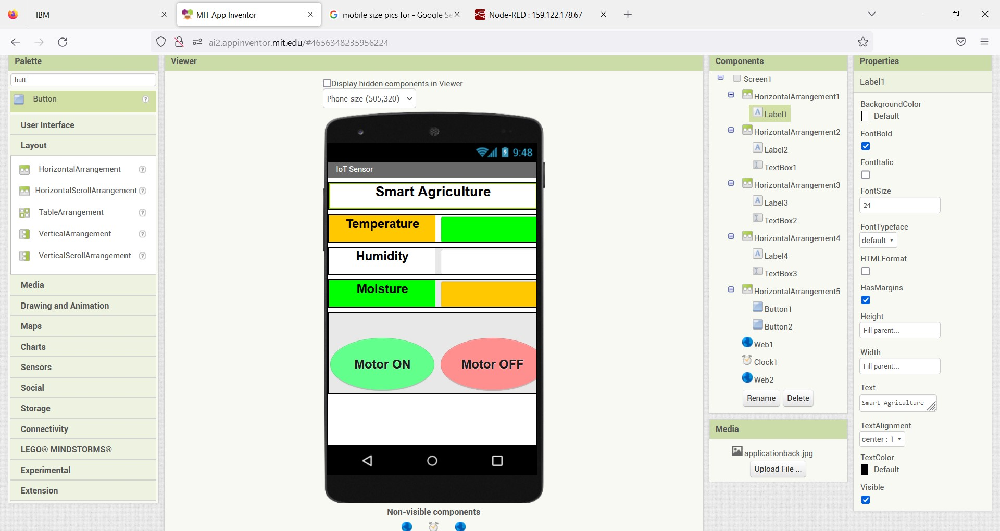 IBM
MIT App Inventor
mobile size pics for - Google Se
Node-RED : 159.122.178.67
ai2.appinventor.mit.edu/#4656348235956224
Palette
butt
Button
User Interface
Layout
HorizontalArrangement
HorizontalScrollArrangement
TableArrangement
VerticalArrangement
VerticalScrollArrangement
Media
Drawing and Animation
Maps
Charts
Sensors
Social
Storage
Connectivity
LEGO® MINDSTORMS®
Experimental
Extension
Viewer
Display hidden components in Viewer
Phone size (505,320)
9:48
IoT Sensor
Smart Agriculture
Temperature
Humidity
Moisture
Motor ON
Motor OFF
Non-visible components
Components
Screen1
HorizontalArrangement1
Label1
HorizontalArrangement2
Label2
TextBox1
HorizontalArrangement3
Label3
TextBox2
HorizontalArrangement4
Label4
TextBox3
HorizontalArrangement5
Button1
Button2
Web1
Clock1
Web2
Rename
Delete
Media
applicationback.jpg
Upload File ...
Properties
Label1
BackgroundColor
Default
FontBold
FontItalic
FontSize
24
FontTypeface
default
HTMLFormat
HasMargins
Height
Fill parent...
Width
Fill parent...
Text
Smart Agriculture
TextAlignment
center : 1
TextColor
Default
Visible